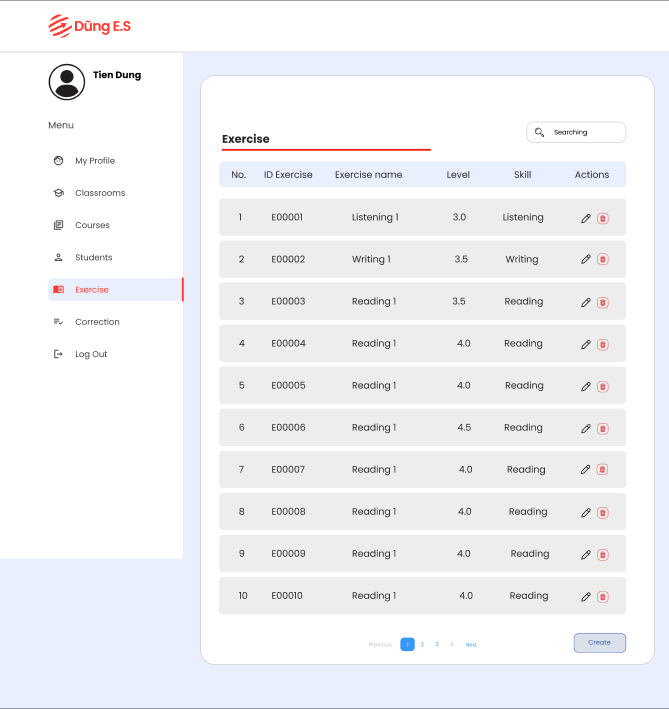 Dũng E.S
Tien Dung
Menu
My Profile
Classrooms
Courses
Students
Exercise
Correction
Log Out
Exercise
Searching
No. ID Exercise Exercise name Level Skill Actions
1 E00001 Listening 1 3.0 Listening
2 E00002 Writing 1 3.5 Writing
3 E00003 Reading 1 3.5 Reading
4 E00004 Reading 1 4.0 Reading
5 E00005 Reading 1 4.0 Reading
6 E00006 Reading 1 4.5 Reading
7 E00007 Reading 1 4.0 Reading
8 E00008 Reading 1 4.0 Reading
9 E00009 Reading 1 4.0 Reading
10 E00010 Reading 1 4.0 Reading
Previous 1 2 3 4 Next
Create